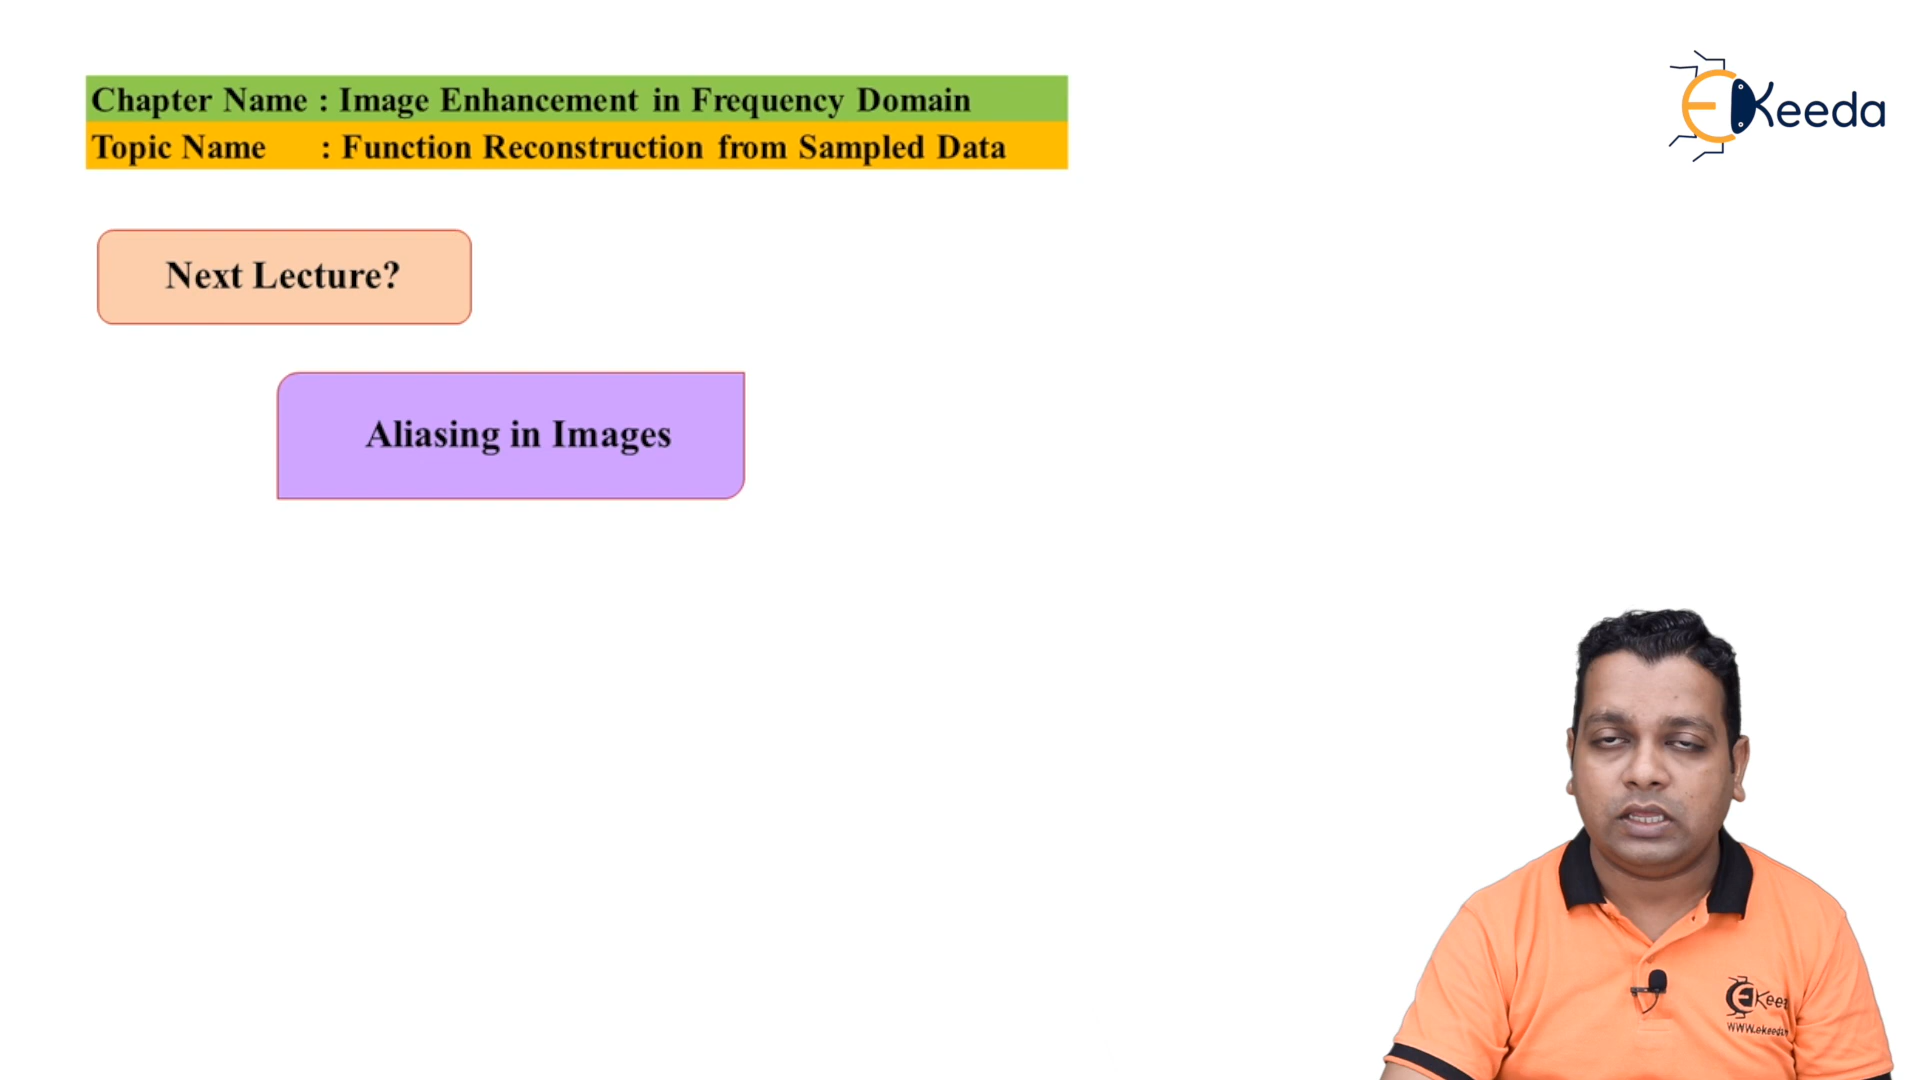 Chapter Name : Image Enhancement in Frequency Domain
Topic Name : Function Reconstruction from Sampled Data
EKeeda
Next Lecture?
Aliasing in Images